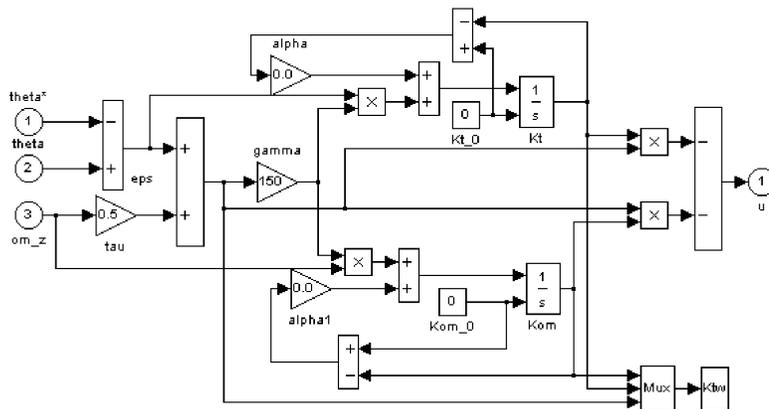 alpha
−
+
0.0
+
+
theta*
1
−
×
0
1
s
theta
2
+
+
gamma
Kt_0
Kt
×
−
eps
150
1
u
3
0.5
+
×
−
om_z
tau
×
+
+
0.0
0
1
s
alpha1
Kom_0
Kom
+
−
Mux
Ktw